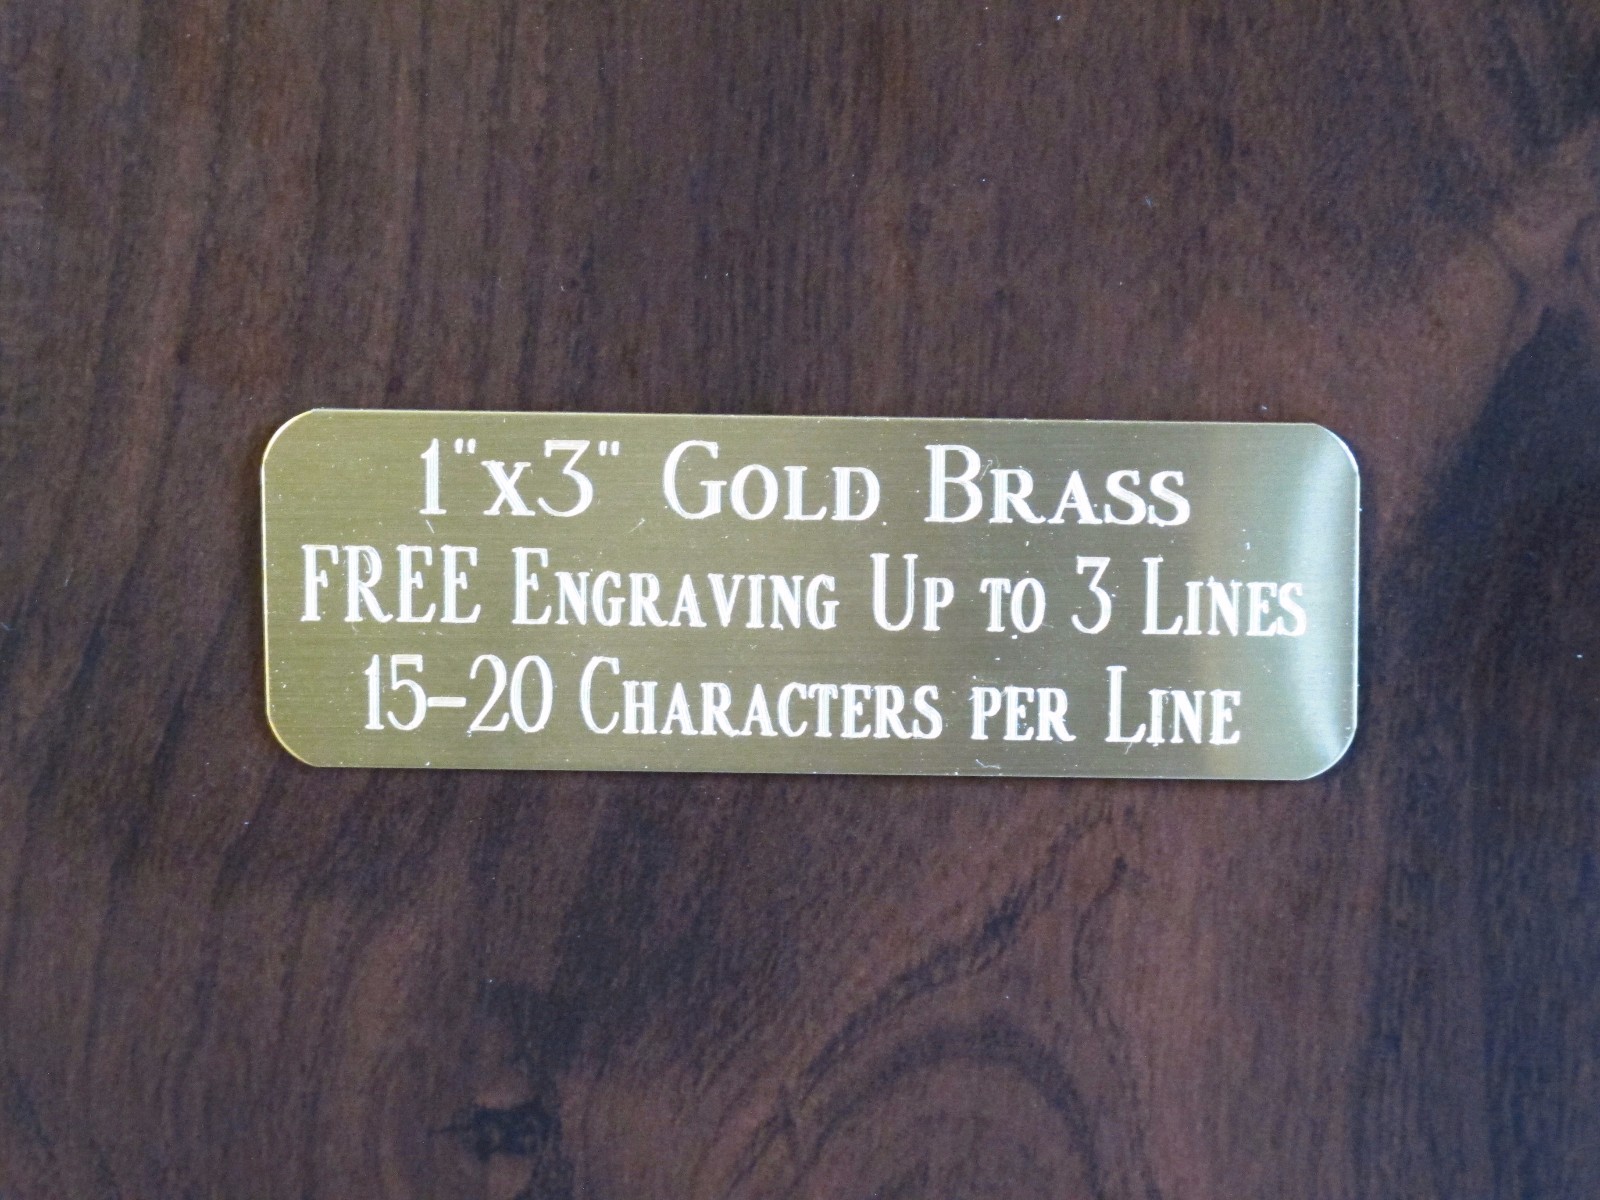 1"x3" Gold Brass
FREE Engraving Up to 3 Lines
15-20 Characters per Line